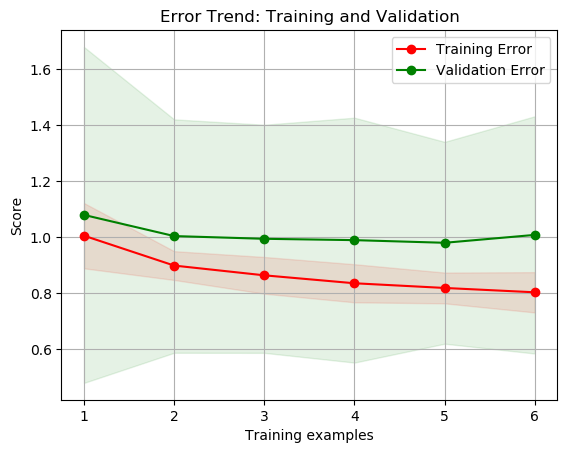 Error Trend: Training and Validation
Training Error
Validation Error
Score
1.6
1.4
1.2
1.0
0.8
0.6
1 2 3 4 5 6
Training examples